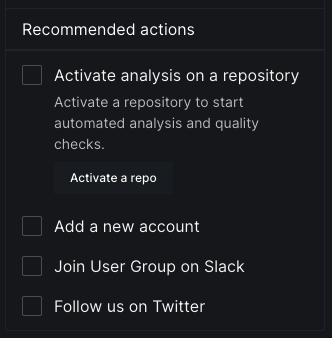 Recommended actions
Activate analysis on a repository
Activate a repository to start
automated analysis and quality
checks.
Activate a repo
Add a new account
Join User Group on Slack
Follow us on Twitter